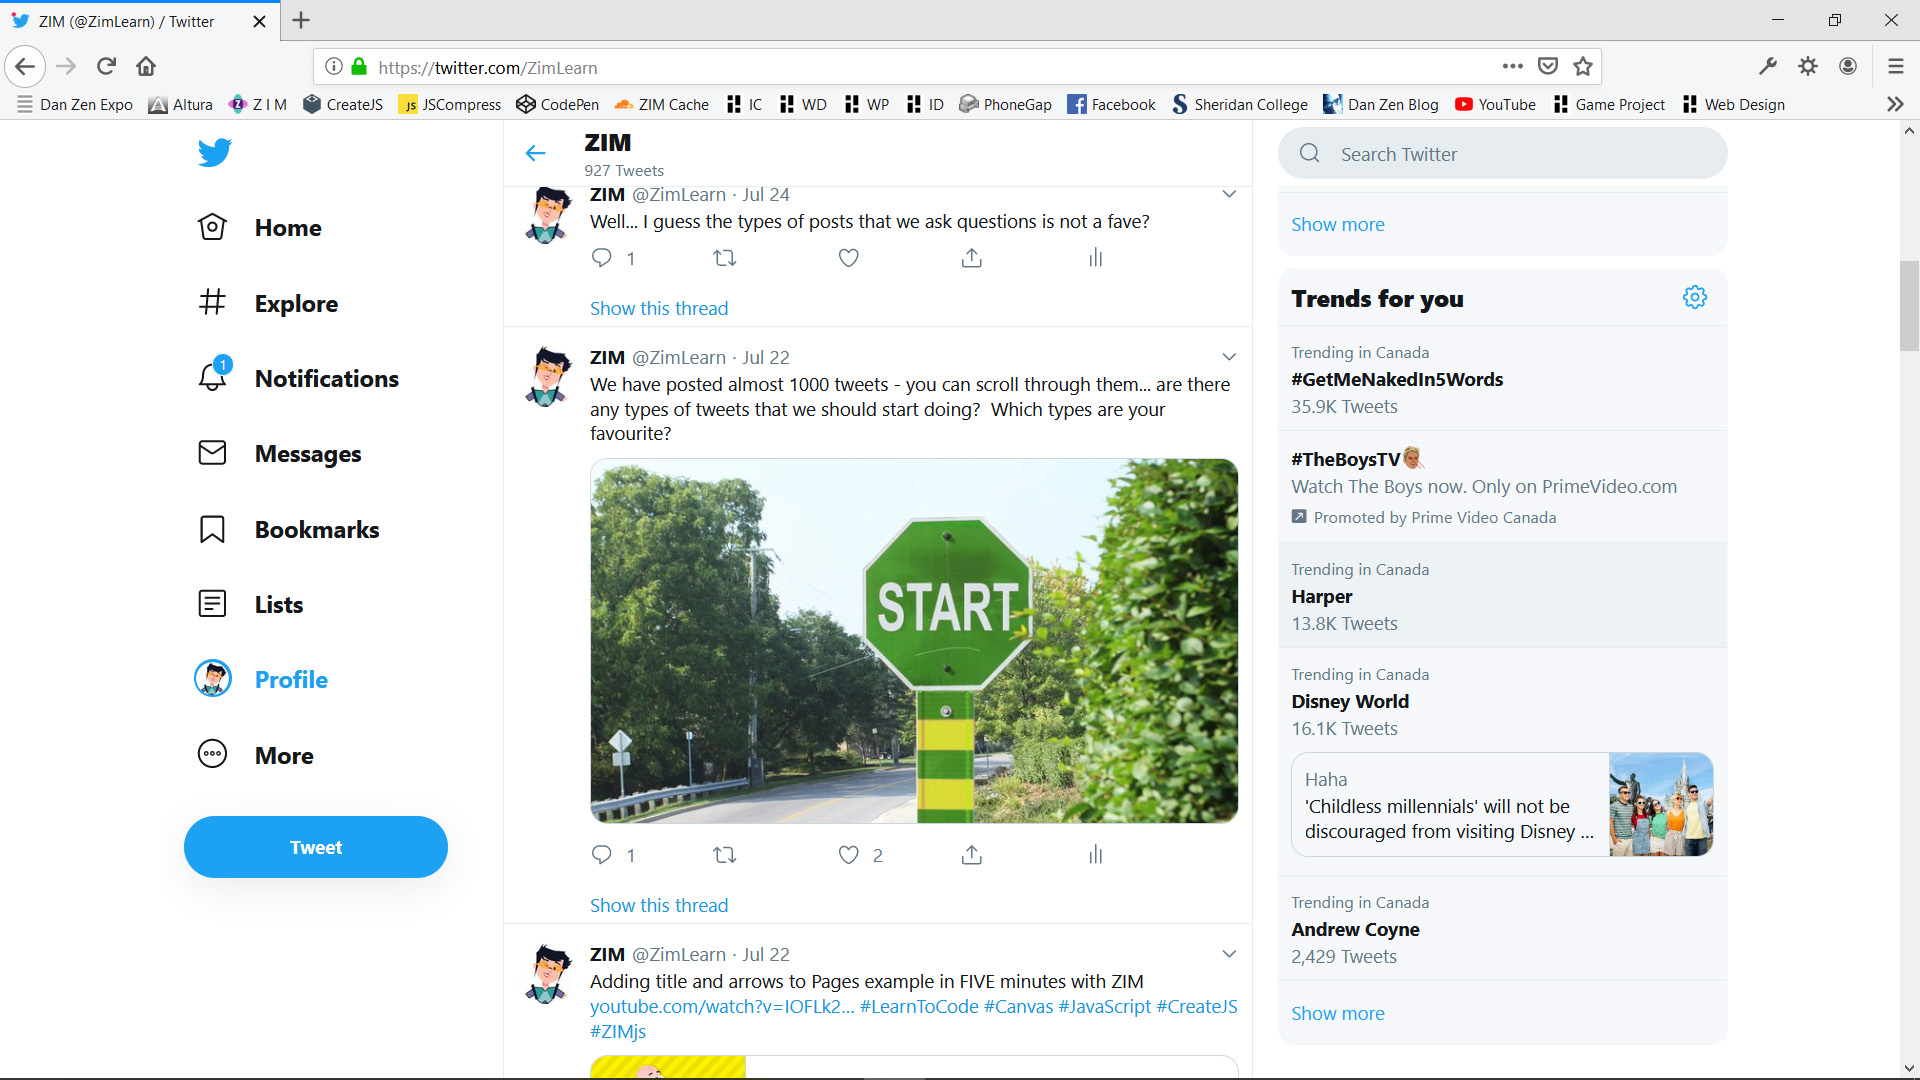 ZIM (@ZimLearn) / Twitter
https://twitter.com/ZimLearn
Dan Zen Expo Altura Z I M CreateJS JS JSCompress CodePen ZIM Cache IC WD WP ID PhoneGap Facebook Sheridan College Dan Zen Blog YouTube Game Project Web Design
Home
Explore
1
Notifications
Messages
Bookmarks
Lists
Profile
More
Tweet
ZIM
927 Tweets
ZIM @ZimLearn · Jul 24
Well... I guess the types of posts that we ask questions is not a fave?
1
Show this thread
ZIM @ZimLearn · Jul 22
We have posted almost 1000 tweets - you can scroll through them... are there
any types of tweets that we should start doing?  Which types are your
favourite?
START
1 2
Show this thread
ZIM @ZimLearn · Jul 22
Adding title and arrows to Pages example in FIVE minutes with ZIM
youtube.com/watch?v=IOFLk2... #LearnToCode #Canvas #JavaScript #CreateJS
#ZIMjs
Search Twitter
Show more
Trends for you
Trending in Canada
#GetMeNakedIn5Words
35.9K Tweets
#TheBoysTV
Watch The Boys now. Only on PrimeVideo.com
Promoted by Prime Video Canada
Trending in Canada
Harper
13.8K Tweets
Trending in Canada
Disney World
16.1K Tweets
Haha
'Childless millennials' will not be
discouraged from visiting Disney ...
Trending in Canada
Andrew Coyne
2,429 Tweets
Show more